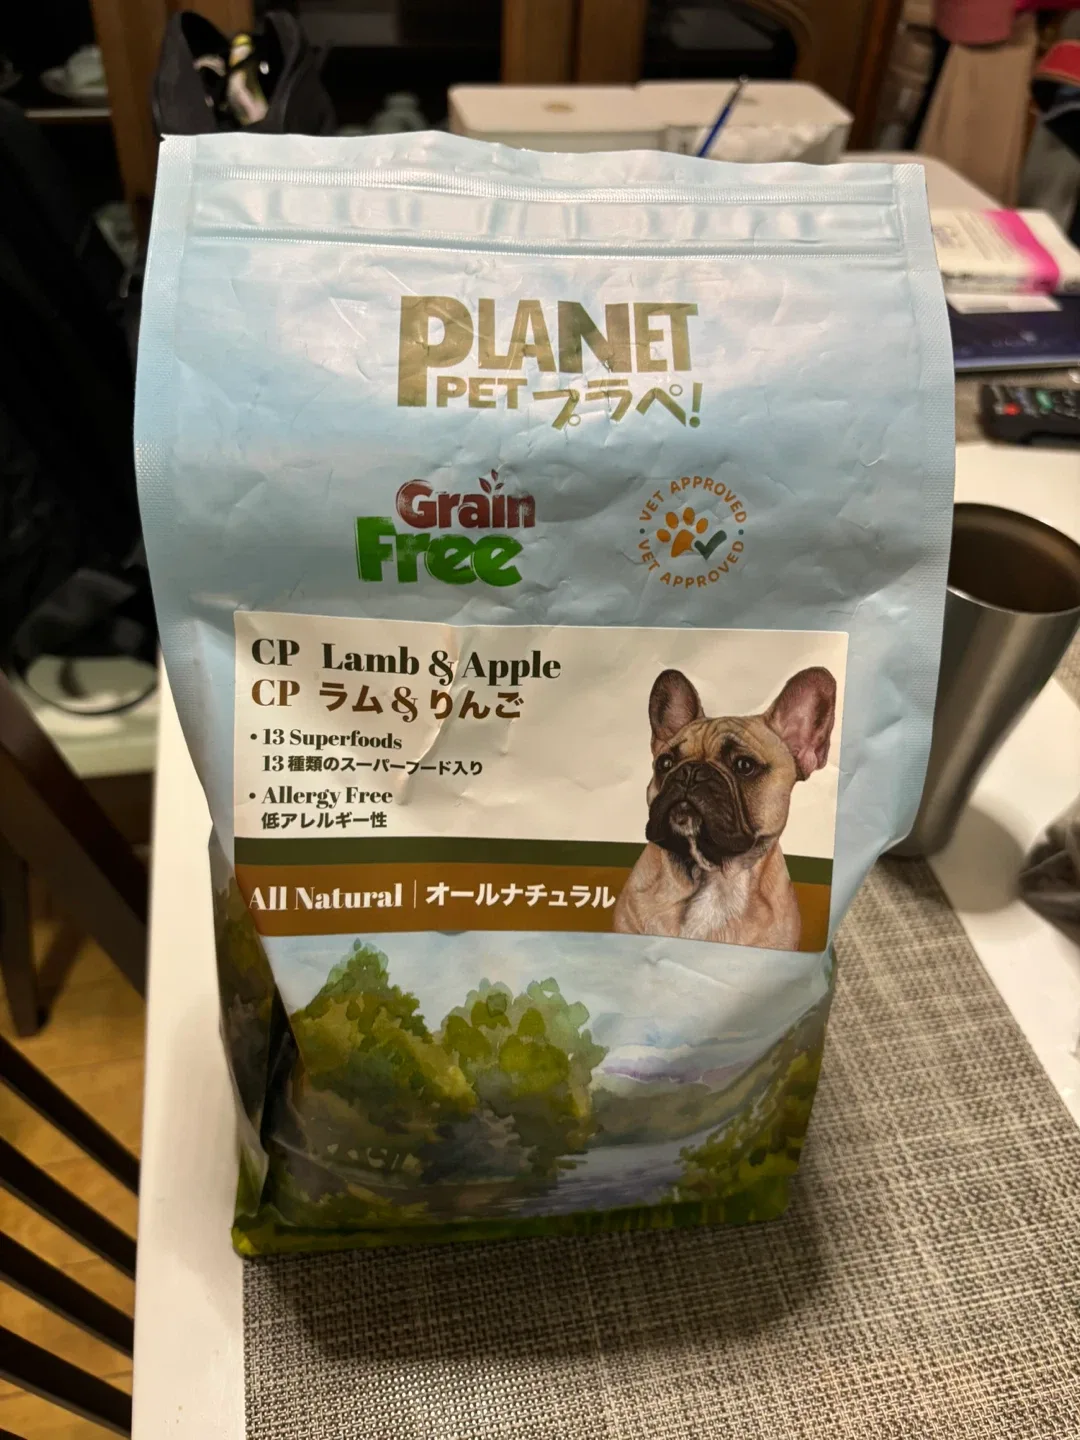 PLANET
PET プラペ!
Grain
Free
VET APPROVED
VET APPROVED
CP Lamb & Apple
CP ラム & りんご
• 13 Superfoods
13 種類のスーパーフード入り
• Allergy Free
低アレルギー性
All Natural | オールナチュラル